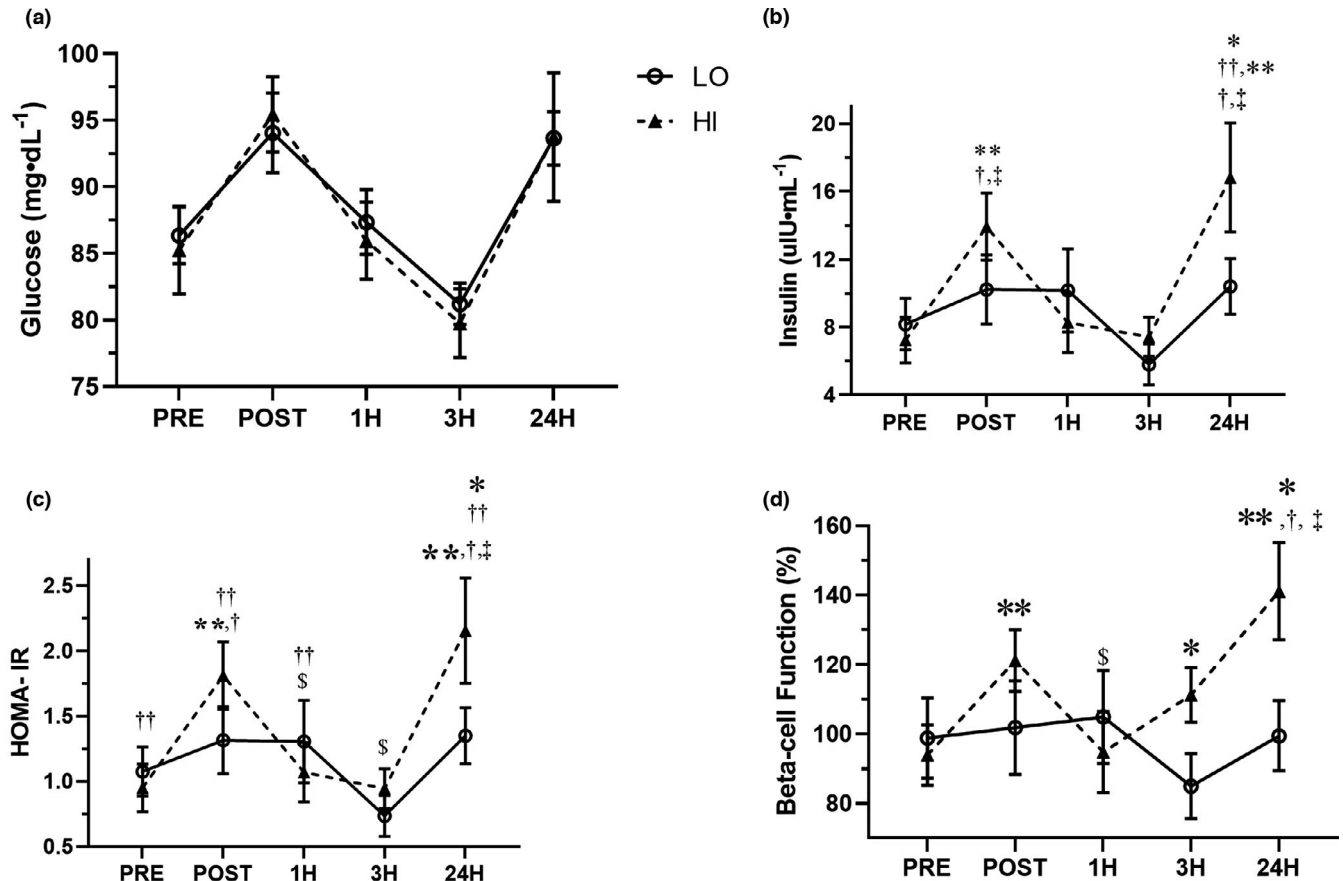 (a)
Glucose (mg•dL⁻¹)
100
95
90
85
80
75
PRE POST 1H 3H 24H
LO
HI
(b)
Insulin (uIU•mL⁻¹)
20
16
12
8
4
**
†,‡
*
††,**
†,‡
PRE POST 1H 3H 24H
(c)
HOMA- IR
2.5
2.0
1.5
1.0
0.5
††
††
**,†
††
$
$
*
††
**,†,‡
PRE POST 1H 3H 24H
(d)
Beta-cell Function (%)
160
140
120
100
80
**
$
*
*
**,†, ‡
PRE POST 1H 3H 24H